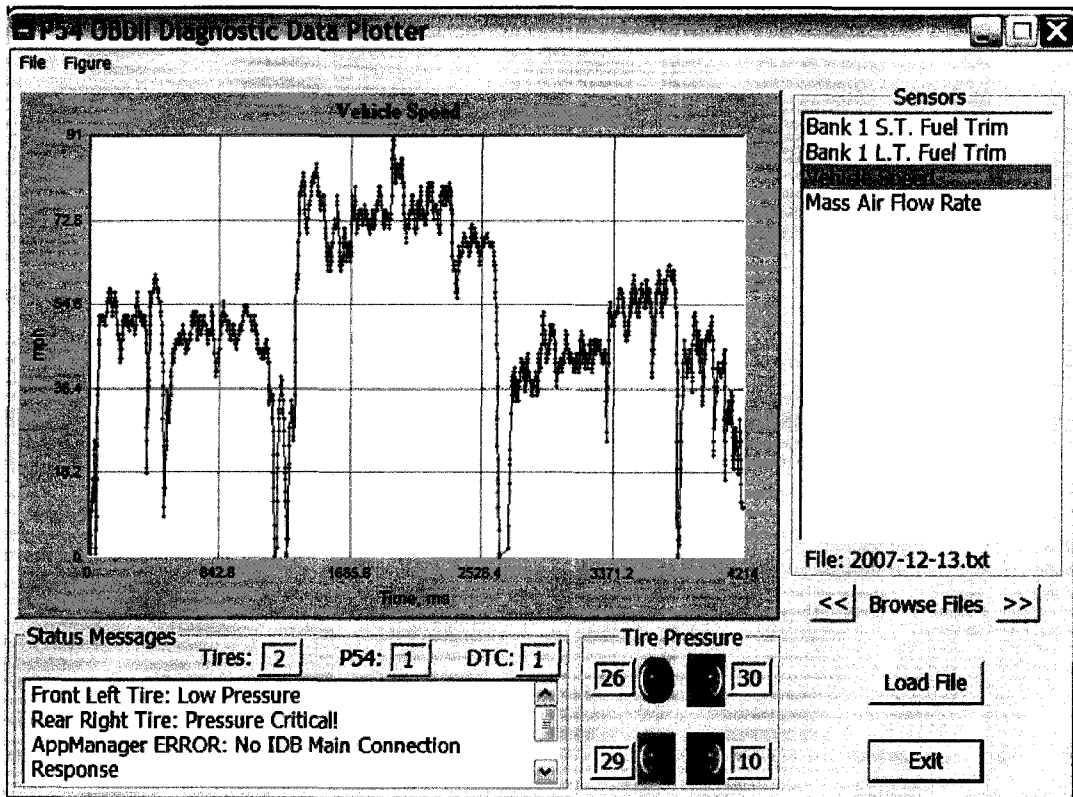 P54 OBDII Diagnostic Data Plotter
File Figure
Vehicle Speed
91
72.8
54.6
36.4
18.2
0
mph
0 842.8 1685.6 2528.4 3371.2 4214
Time, ms
Sensors
Bank 1 S.T. Fuel Trim
Bank 1 L.T. Fuel Trim
Vehicle Speed
Mass Air Flow Rate
File: 2007-12-13.txt
<< Browse Files >>
Status Messages
Tires: 2 P54: 1 DTC: 1
Front Left Tire: Low Pressure
Rear Right Tire: Pressure Critical!
AppManager ERROR: No IDB Main Connection
Response
Tire Pressure
26 30
29 10
Load File
Exit